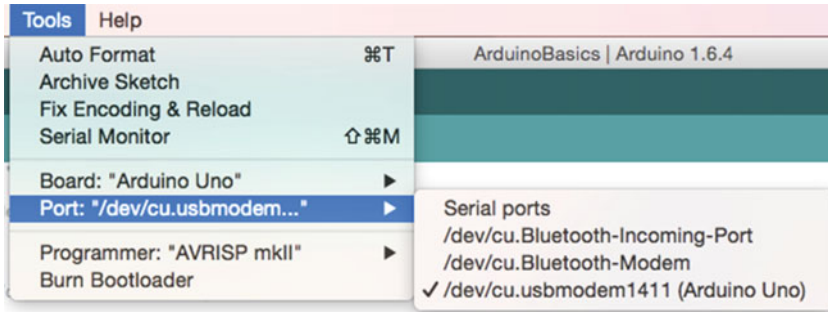 Tools Help
ArduinoBasics | Arduino 1.6.4
Auto Format ⌘T
Archive Sketch
Fix Encoding & Reload
Serial Monitor ⇧⌘M
Board: "Arduino Uno" ▶
Port: "/dev/cu.usbmodem..." ▶
Programmer: "AVRISP mkII" ▶
Burn Bootloader
Serial ports
/dev/cu.Bluetooth-Incoming-Port
/dev/cu.Bluetooth-Modem
✓ /dev/cu.usbmodem1411 (Arduino Uno)